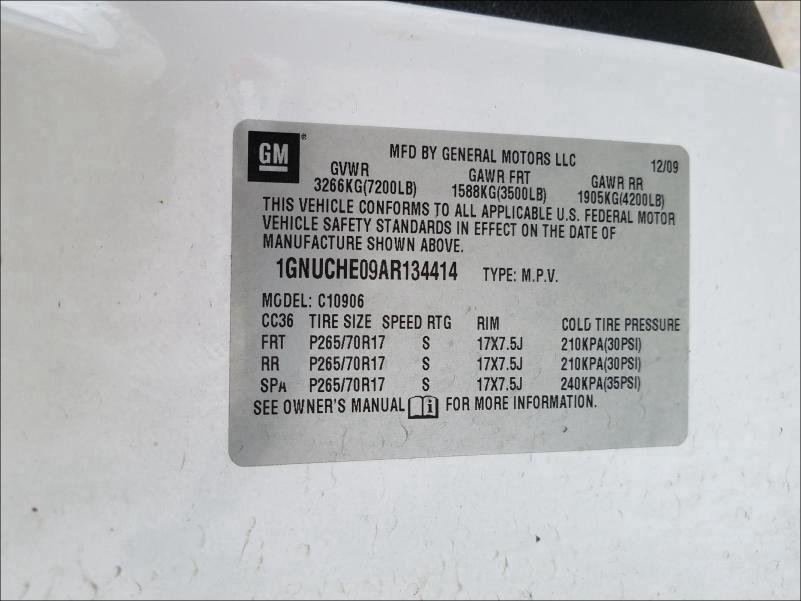 GM ® MFD BY GENERAL MOTORS LLC 12/09
GVWR GAWR FRT GAWR RR
3266KG(7200LB) 1588KG(3500LB) 1905KG(4200LB)
THIS VEHICLE CONFORMS TO ALL APPLICABLE U.S. FEDERAL MOTOR
VEHICLE SAFETY STANDARDS IN EFFECT ON THE DATE OF
MANUFACTURE SHOWN ABOVE.
1GNUCHE09AR134414 TYPE: M.P.V.
MODEL: C10906
CC36 TIRE SIZE SPEED RTG RIM COLD TIRE PRESSURE
FRT P265/70R17 S 17X7.5J 210KPA(30PSI)
RR P265/70R17 S 17X7.5J 210KPA(30PSI)
SPA P265/70R17 S 17X7.5J 240KPA(35PSI)
SEE OWNER'S MANUAL i FOR MORE INFORMATION.